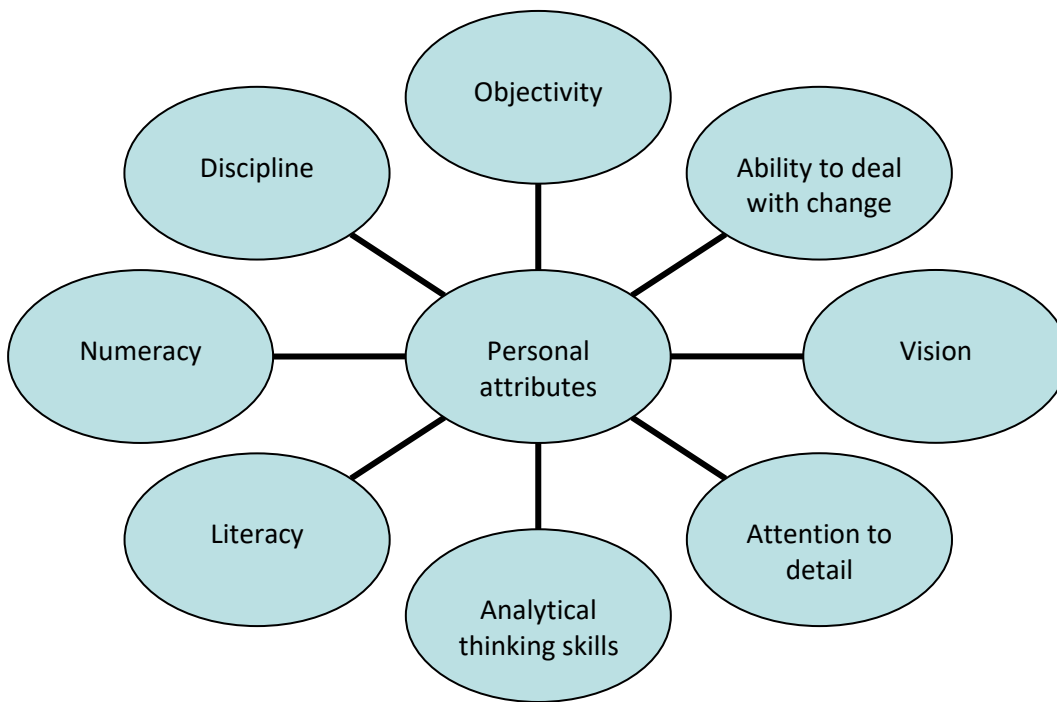 Objectivity
Discipline
Ability to deal
with change
Numeracy
Personal
attributes
Vision
Literacy
Attention to
detail
Analytical
thinking skills